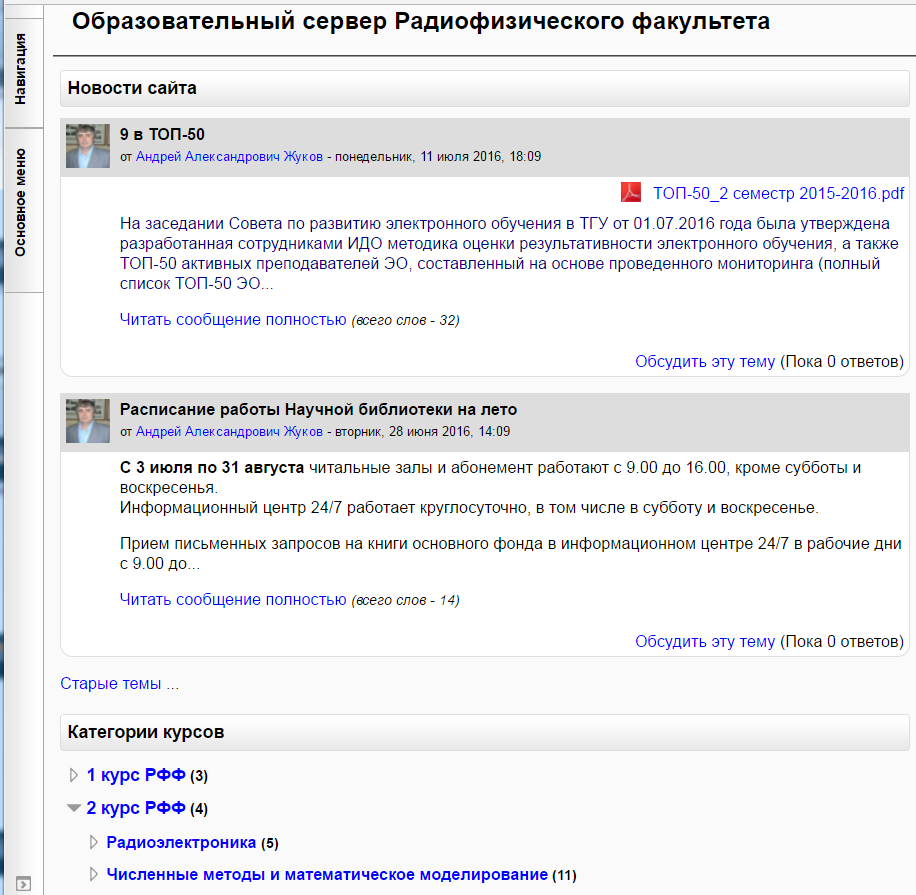 Образовательный сервер Радиофизического факультета
Навигация
Основное меню
Новости сайта
9 в ТОП-50
от Андрей Александрович Жуков - понедельник, 11 июля 2016, 18:09
ТОП-50_2 семестр 2015-2016.pdf
На заседании Совета по развитию электронного обучения в ТГУ от 01.07.2016 года была утверждена
разработанная сотрудниками ИДО методика оценки результативности электронного обучения, а также
ТОП-50 активных преподавателей ЭО, составленный на основе проведенного мониторинга (полный
список ТОП-50 ЭО...
Читать сообщение полностью (всего слов - 32)
Обсудить эту тему (Пока 0 ответов)
Расписание работы Научной библиотеки на лето
от Андрей Александрович Жуков - вторник, 28 июня 2016, 14:09
С 3 июля по 31 августа читальные залы и абонемент работают с 9.00 до 16.00, кроме субботы и
воскресенья.
Информационный центр 24/7 работает круглосуточно, в том числе в субботу и воскресенье.
Прием письменных запросов на книги основного фонда в информационном центре 24/7 в рабочие дни
с 9.00 до...
Читать сообщение полностью (всего слов - 14)
Обсудить эту тему (Пока 0 ответов)
Старые темы ...
Категории курсов
1 курс РФФ (3)
2 курс РФФ (4)
Радиоэлектроника (5)
Численные методы и математическое моделирование (11)